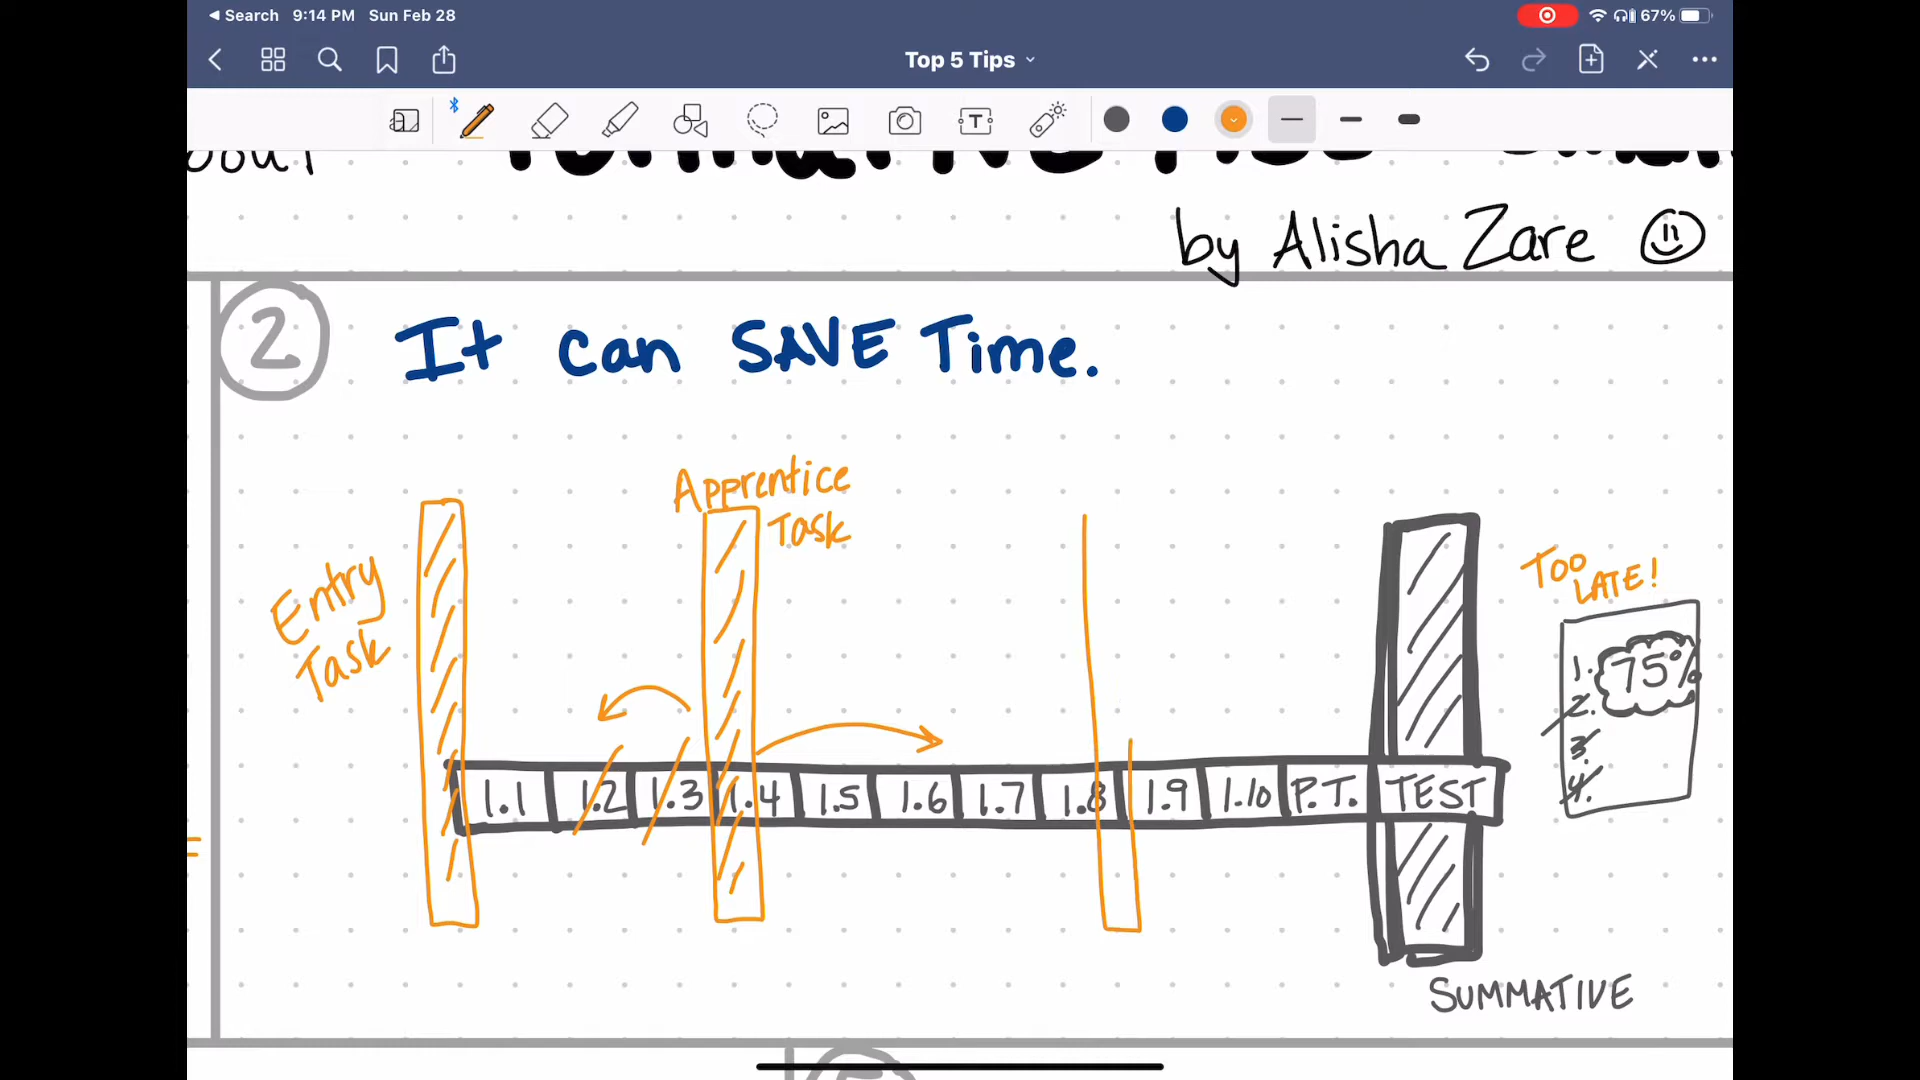 Search 9:14 PM Sun Feb 28 67%
Top 5 Tips
by Alisha Zare
2 It can SAVE Time.
Apprentice
Task
Entry
Task
Too
LATE!
1. 75%
2.
3.
4.
1.1 1.2 1.3 1.4 1.5 1.6 1.7 1.8 1.9 1.10 P.T. TEST
SUMMATIVE